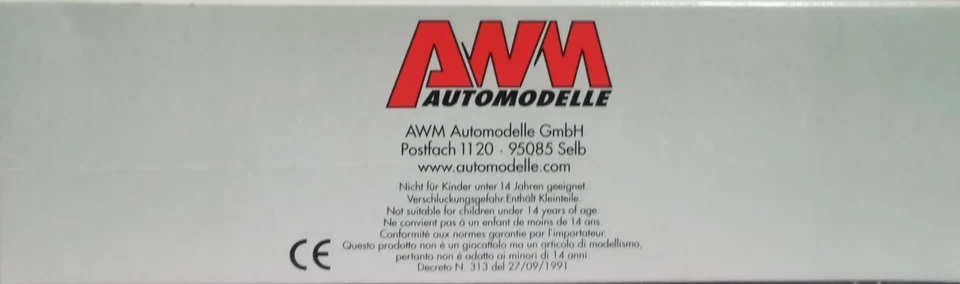 AWM
AUTOMODELLE
AWM Automodelle GmbH
Postfach 1120 · 95085 Selb
www.automodelle.com
Nicht für Kinder unter 14 Jahren geeignet.
Verschluckungsgefahr.Enthält Kleinteile.
Not suitable for children under 14 years of age.
Ne convient pas à un enfant de moins de 14 ans.
Conformité aux normes garantie par l'importateur.
CE
Questo prodotto non è un giocattolo ma un articolo di modellismo,
pertanto non è adatto ai minori di 14 anni.
Decreto N. 313 del 27/09/1991